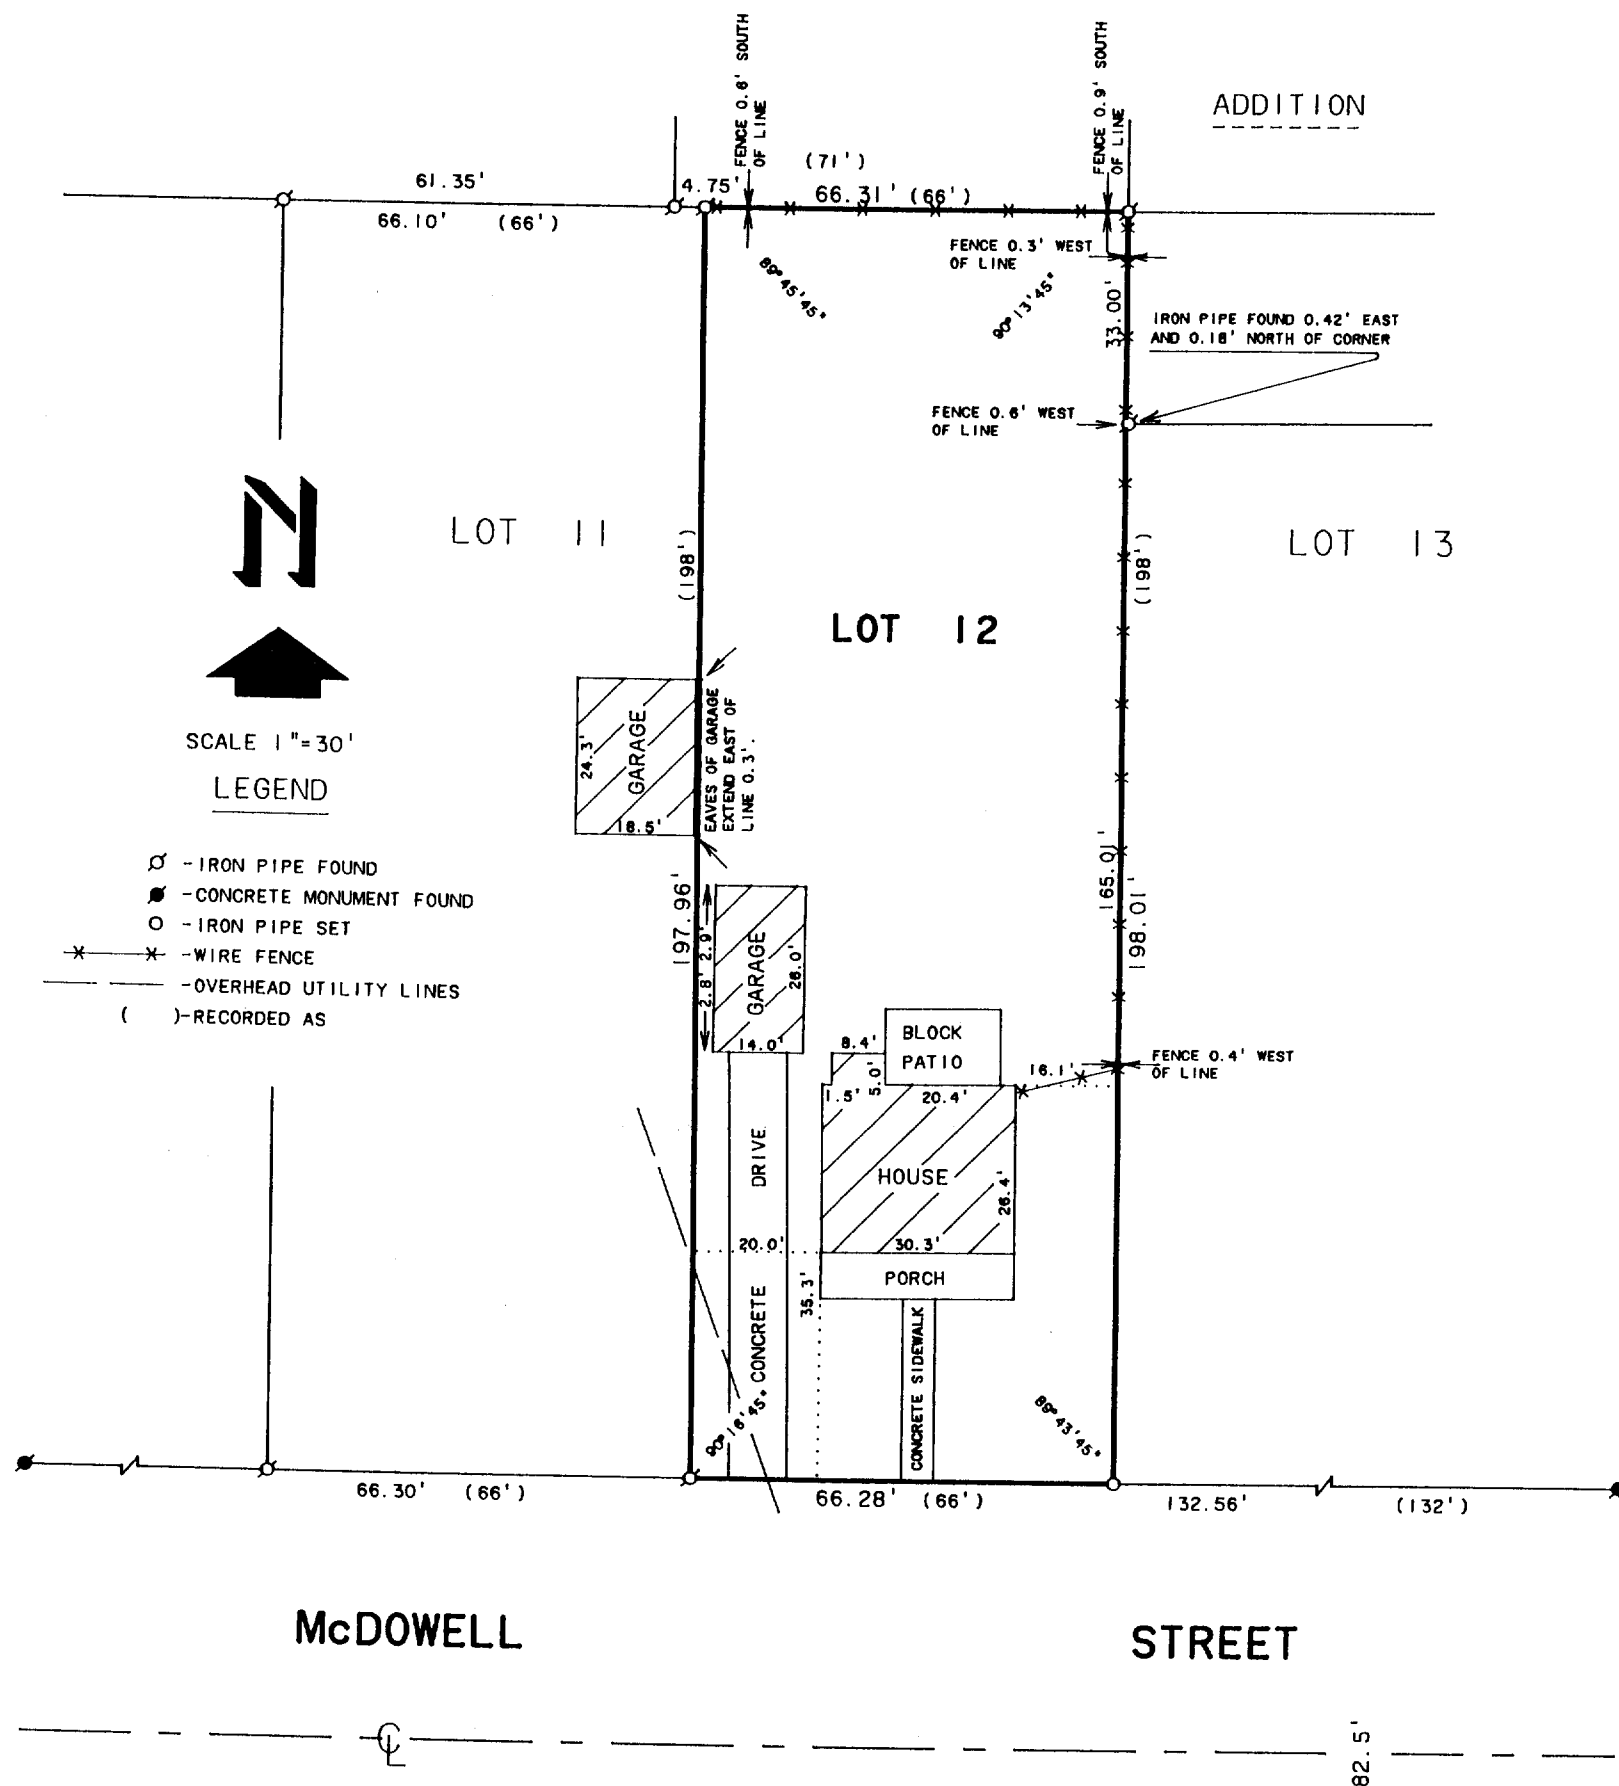 FENCE 0.6' SOUTH
OF LINE
FENCE 0.9' SOUTH
OF LINE
ADDITION
(71')
61.35'
4.75'
66.31' (66')
66.10' (66')
FENCE 0.3' WEST
OF LINE
89°45'45"
90°13'45"
33.00'
IRON PIPE FOUND 0.42' EAST
AND 0.18' NORTH OF CORNER
FENCE 0.6' WEST
OF LINE
N
LOT 11
LOT 13
(198')
(198')
LOT 12
SCALE 1"=30'
24.3'
GARAGE
18.5'
EAVES OF GARAGE
EXTEND EAST OF
LINE 0.3'.
LEGEND
-IRON PIPE FOUND
-CONCRETE MONUMENT FOUND
-IRON PIPE SET
-WIRE FENCE
-OVERHEAD UTILITY LINES
( )-RECORDED AS
197.96'
2.9'
2.8'
GARAGE
26.0'
14.0'
165.01'
198.01'
8.4'
BLOCK
PATIO
5.0'
1.5'
20.4'
16.1'
FENCE 0.4' WEST
OF LINE
HOUSE
26.4'
30.3'
PORCH
20.0'
35.3'
CONCRETE DRIVE
CONCRETE SIDEWALK
90°16'45"
89°43'45"
66.30' (66')
66.28' (66')
132.56' (132')
McDOWELL STREET
CL
82.5'